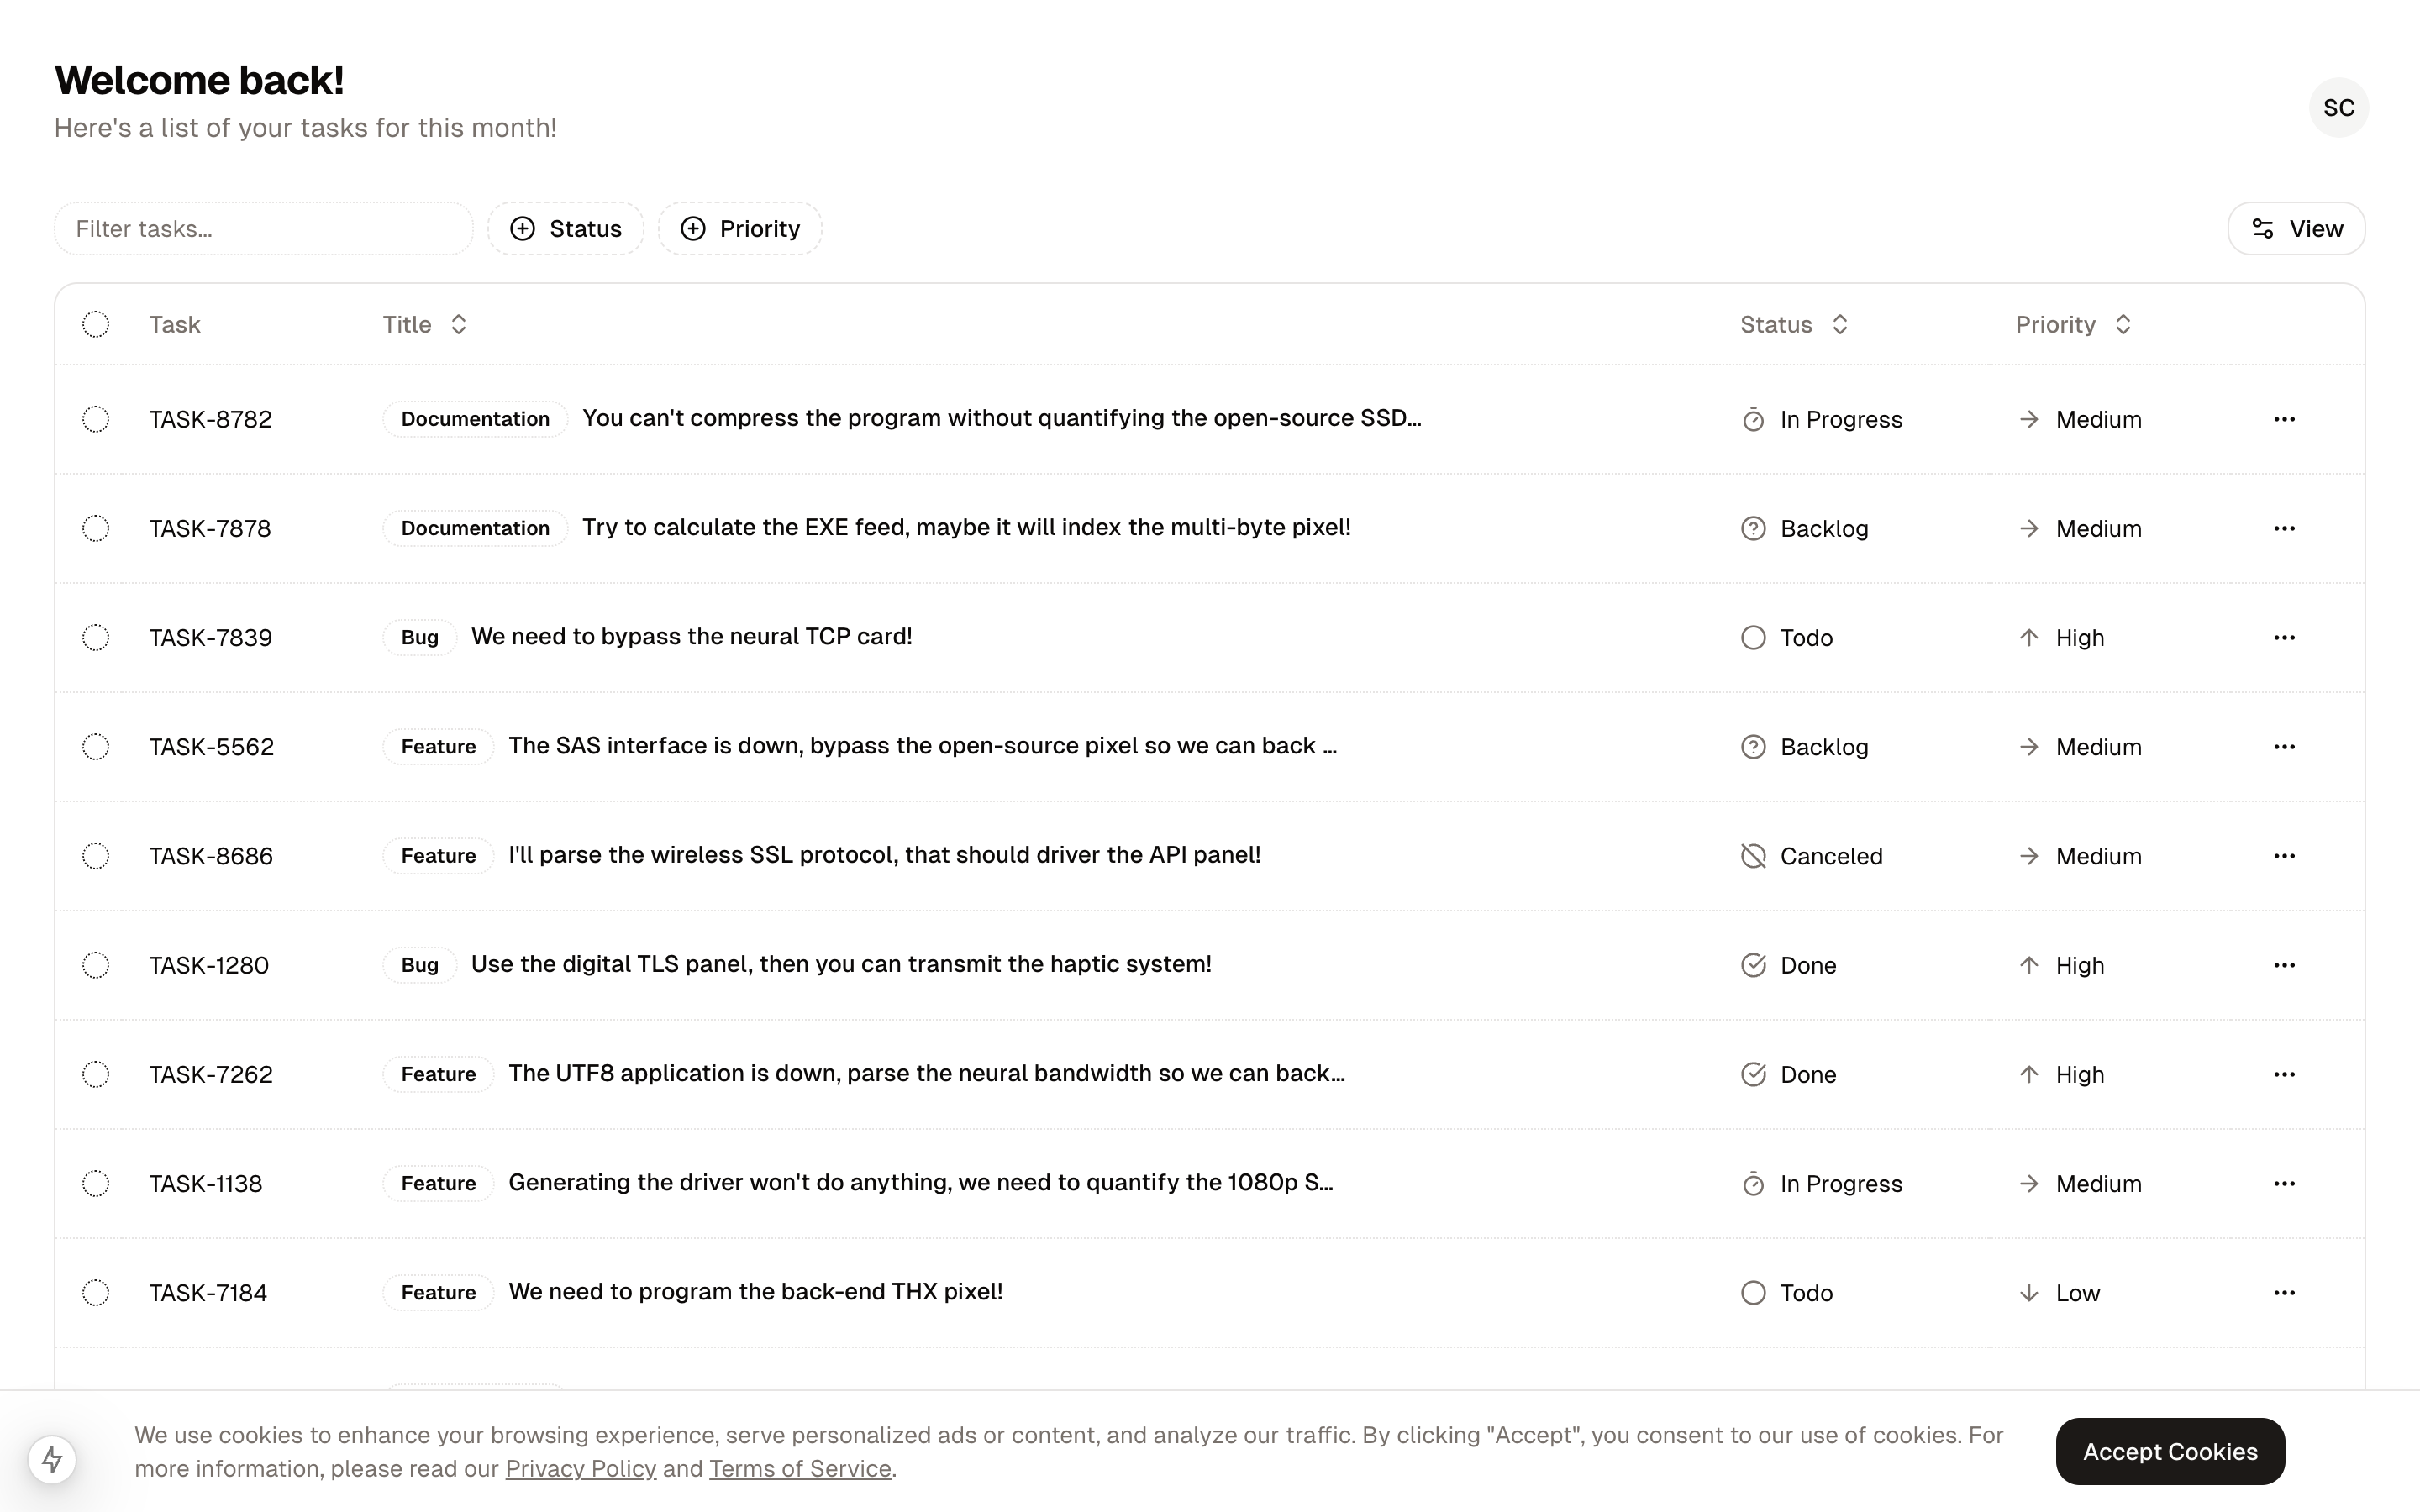 Welcome back!
Here's a list of your tasks for this month!
SC
Filter tasks...
Status
Priority
View
Task Title Status Priority
TASK-8782 Documentation You can't compress the program without quantifying the open-source SSD... In Progress Medium
TASK-7878 Documentation Try to calculate the EXE feed, maybe it will index the multi-byte pixel! Backlog Medium
TASK-7839 Bug We need to bypass the neural TCP card! Todo High
TASK-5562 Feature The SAS interface is down, bypass the open-source pixel so we can back ... Backlog Medium
TASK-8686 Feature I'll parse the wireless SSL protocol, that should driver the API panel! Canceled Medium
TASK-1280 Bug Use the digital TLS panel, then you can transmit the haptic system! Done High
TASK-7262 Feature The UTF8 application is down, parse the neural bandwidth so we can back... Done High
TASK-1138 Feature Generating the driver won't do anything, we need to quantify the 1080p S... In Progress Medium
TASK-7184 Feature We need to program the back-end THX pixel! Todo Low
We use cookies to enhance your browsing experience, serve personalized ads or content, and analyze our traffic. By clicking "Accept", you consent to our use of cookies. For
more information, please read our Privacy Policy and Terms of Service.
Accept Cookies